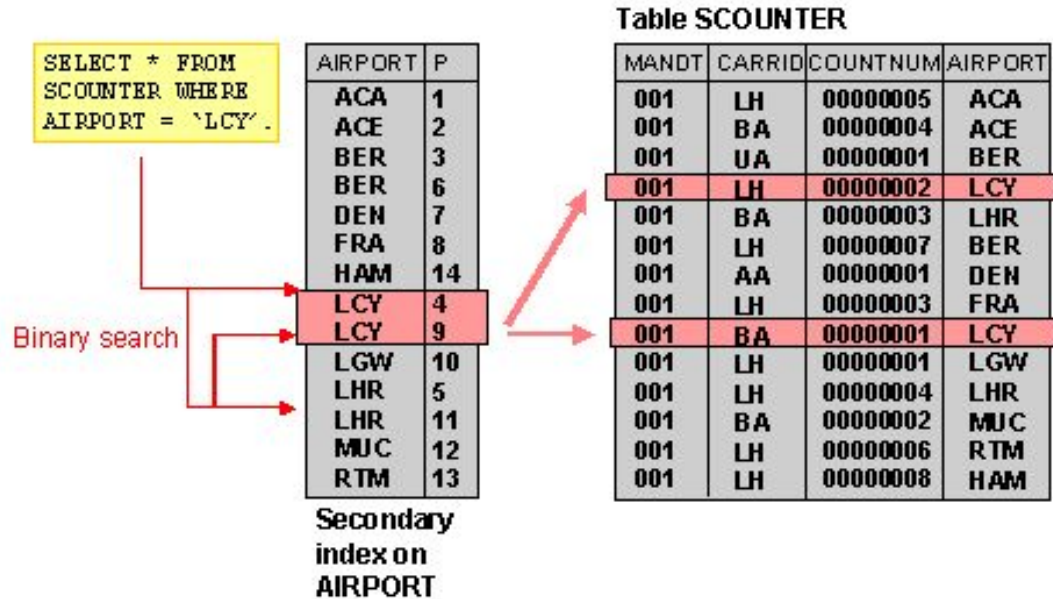 Table SCOUNTER
SELECT * FROM
SCOUNTER WHERE
AIRPORT = `LCY´.
AIRPORT P
ACA 1
ACE 2
BER 3
BER 6
DEN 7
FRA 8
HAM 14
LCY 4
LCY 9
LGW 10
LHR 5
LHR 11
MUC 12
RTM 13
Binary search
Secondary
index on
AIRPORT
MANDT CARRID COUNTNUM AIRPORT
001 LH 00000005 ACA
001 BA 00000004 ACE
001 UA 00000001 BER
001 LH 00000002 LCY
001 BA 00000003 LHR
001 LH 00000007 BER
001 AA 00000001 DEN
001 LH 00000003 FRA
001 BA 00000001 LCY
001 LH 00000001 LGW
001 LH 00000004 LHR
001 BA 00000002 MUC
001 LH 00000006 RTM
001 LH 00000008 HAM